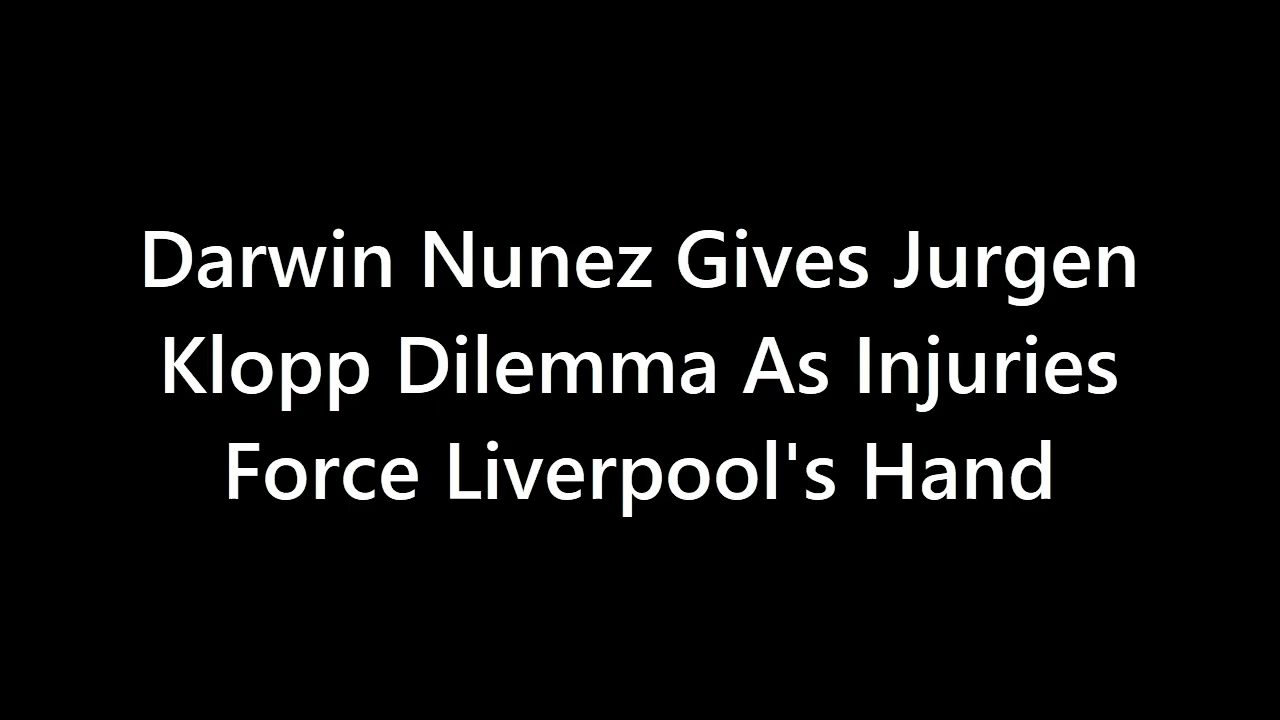 Darwin Nunez Gives Jurgen
Klopp Dilemma As Injuries
Force Liverpool's Hand